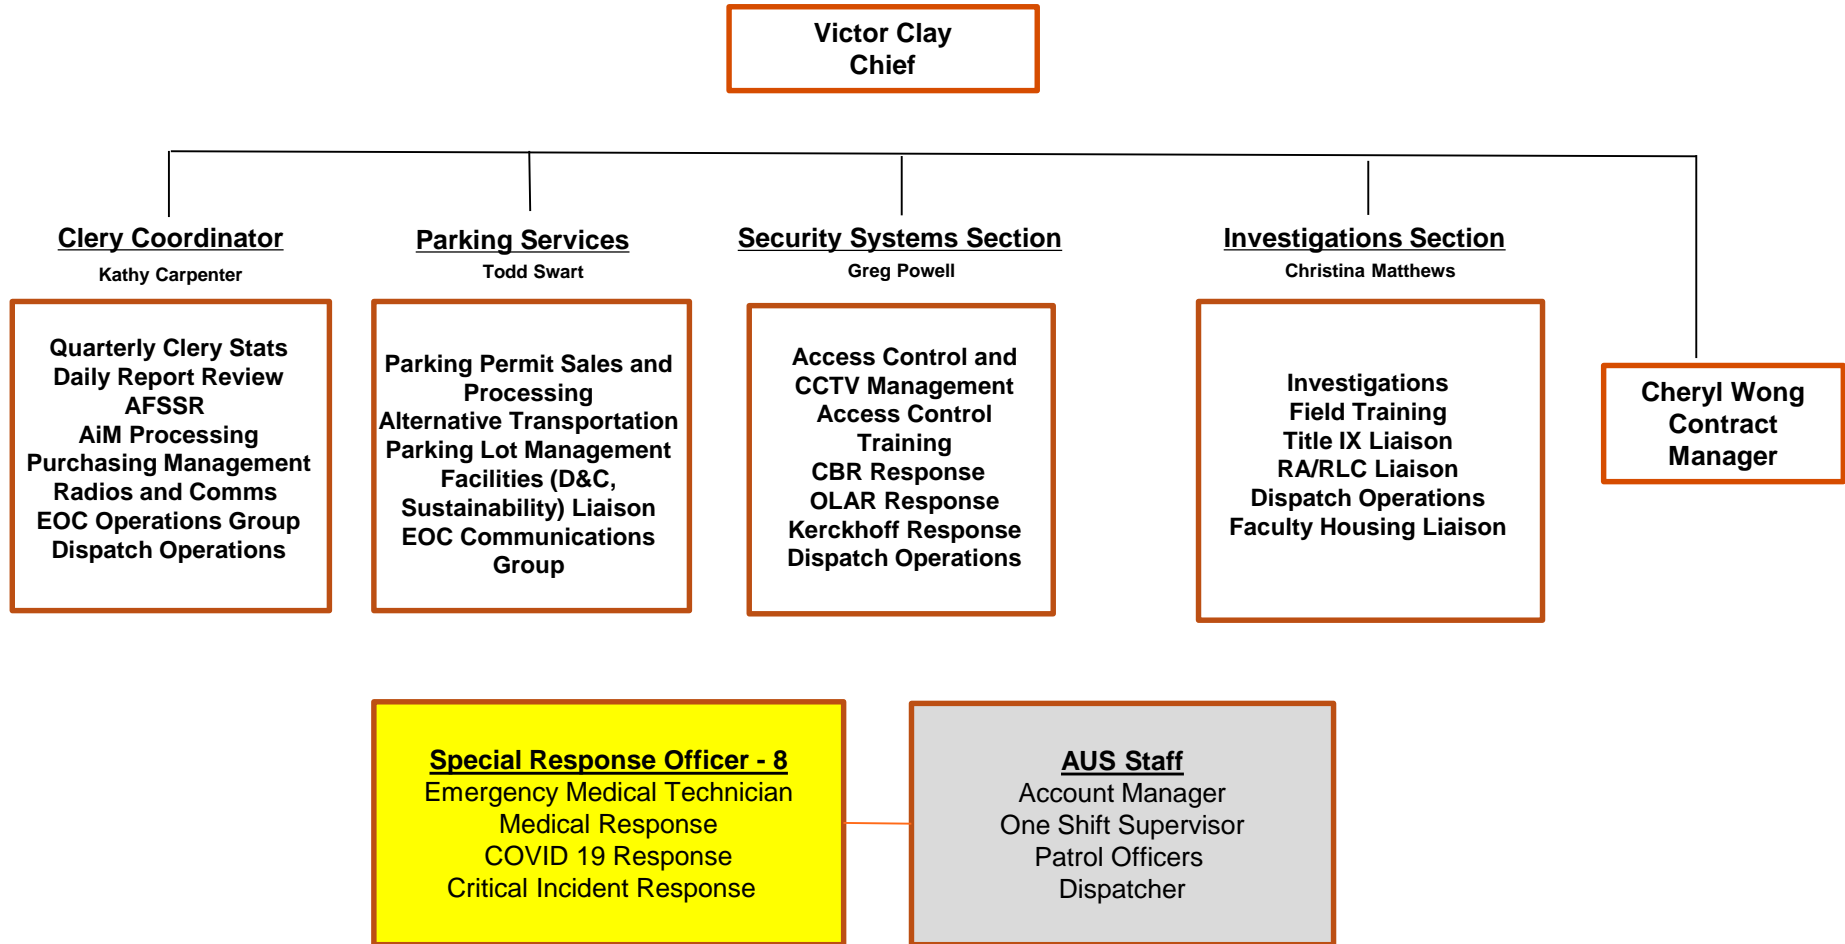 Victor Clay
Chief
Clery Coordinator
Kathy Carpenter
Quarterly Clery Stats
Daily Report Review
AFSSR
AiM Processing
Purchasing Management
Radios and Comms
EOC Operations Group
Dispatch Operations
Parking Services
Todd Swart
Parking Permit Sales and
Processing
Alternative Transportation
Parking Lot Management
Facilities (D&C,
Sustainability) Liaison
EOC Communications
Group
Security Systems Section
Greg Powell
Access Control and
CCTV Management
Access Control
Training
CBR Response
OLAR Response
Kerckhoff Response
Dispatch Operations
Investigations Section
Christina Matthews
Investigations
Field Training
Title IX Liaison
RA/RLC Liaison
Dispatch Operations
Faculty Housing Liaison
Cheryl Wong
Contract
Manager
Special Response Officer - 8
Emergency Medical Technician
Medical Response
COVID 19 Response
Critical Incident Response
AUS Staff
Account Manager
One Shift Supervisor
Patrol Officers
Dispatcher